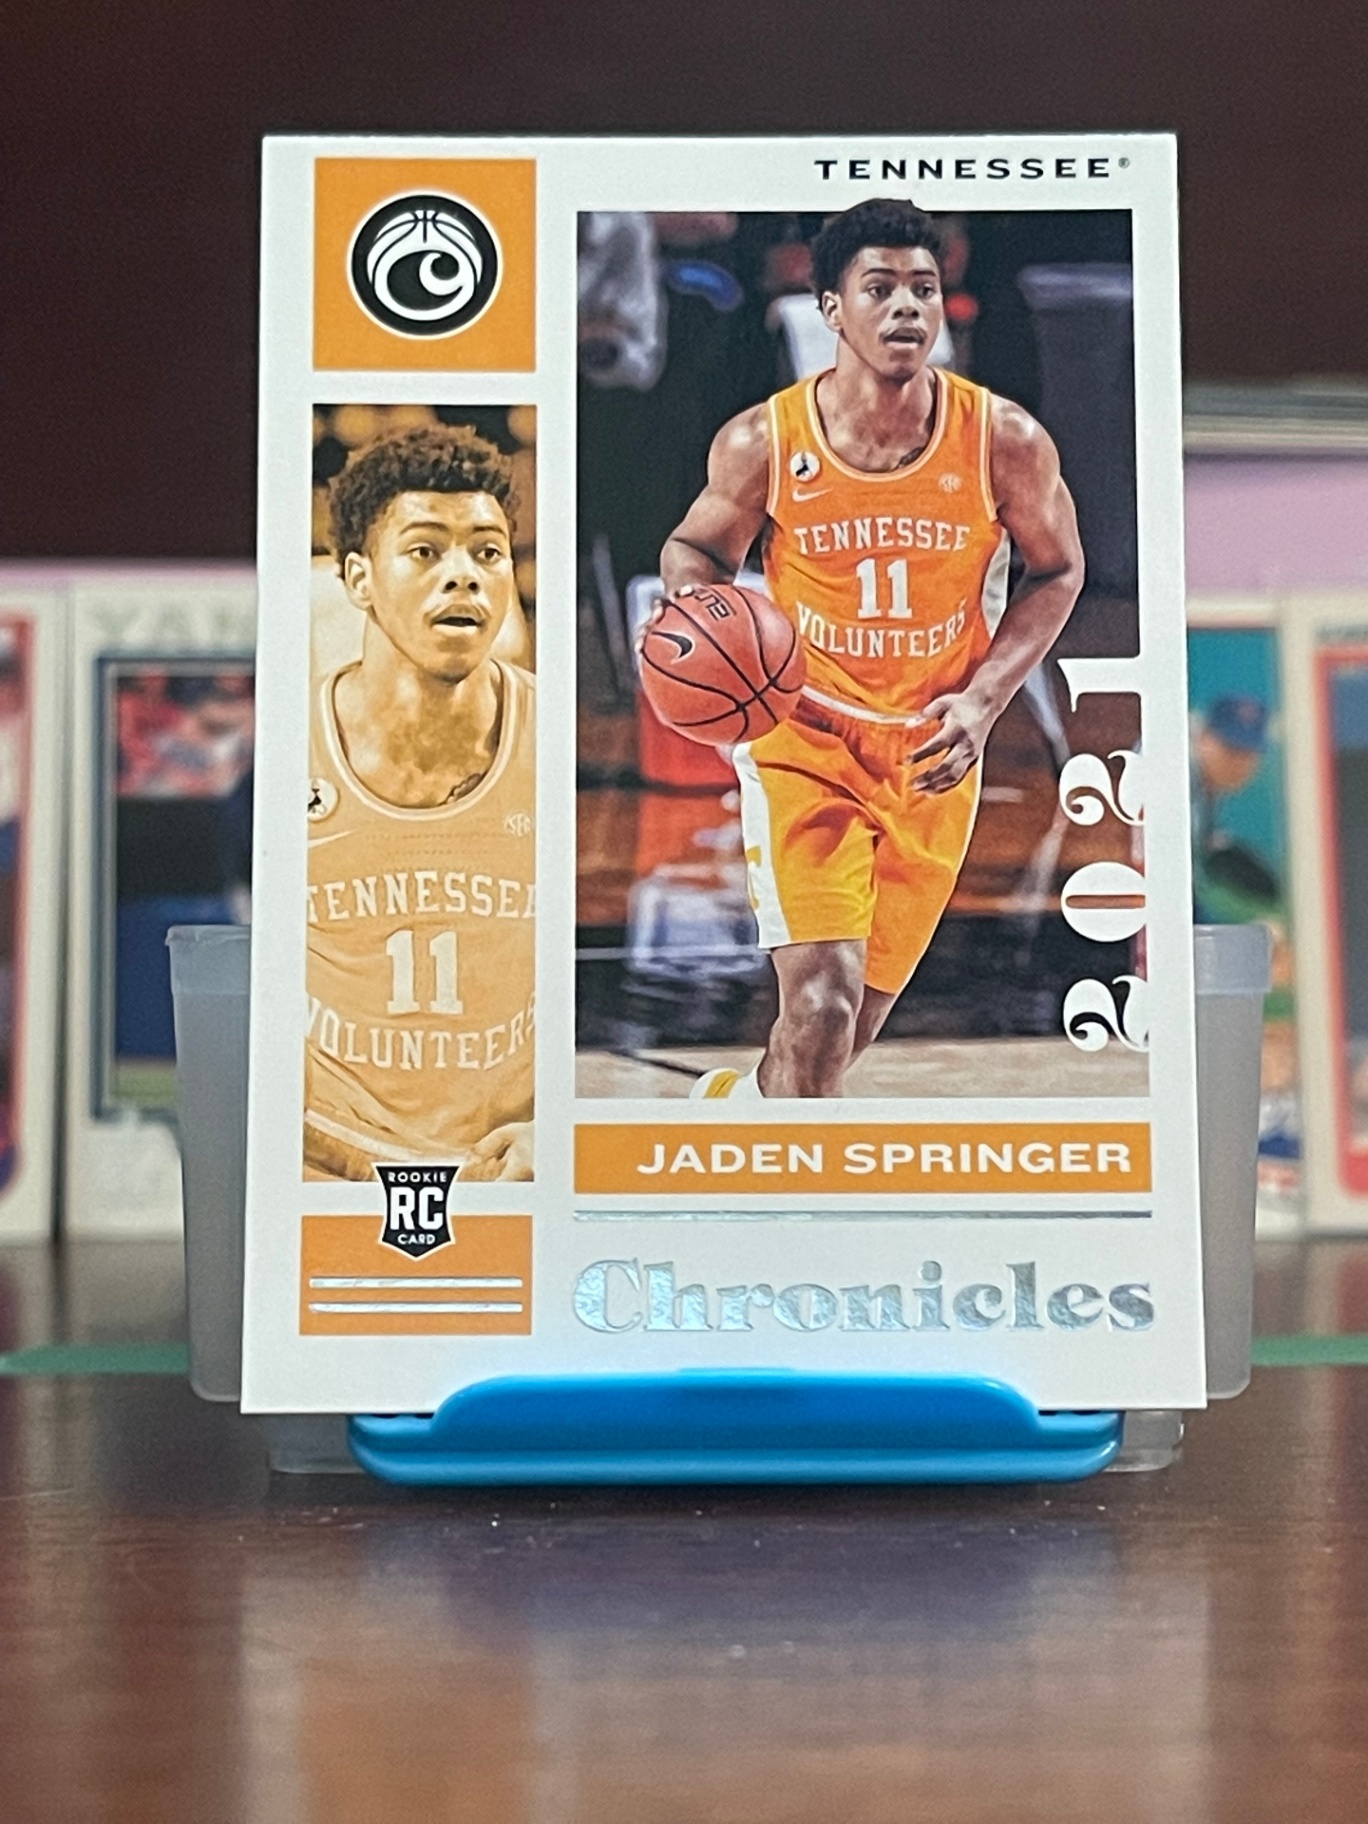 TENNESSEE®
TENNESSEE
11
VOLUNTEERS
2021
TENNESSEE
11
VOLUNTEERS
ROOKIE
RC
CARD
JADEN SPRINGER
Chronicles